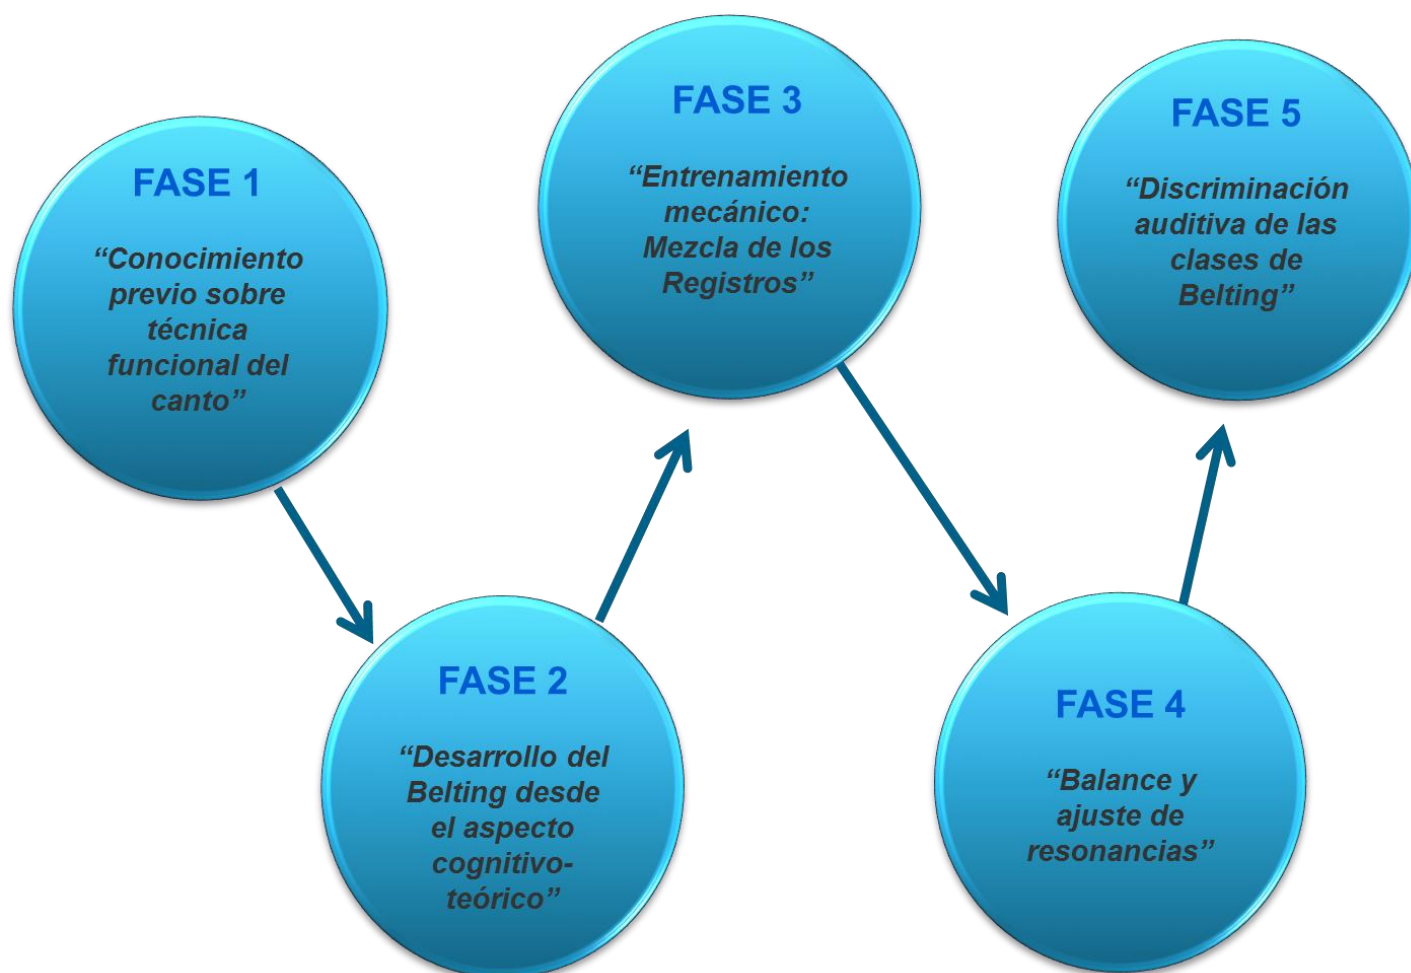 FASE 1
“Conocimiento
previo sobre
técnica
funcional del
canto”
FASE 2
“Desarrollo del
Belting desde
el aspecto
cognitivo-
teórico”
FASE 3
“Entrenamiento
mecánico:
Mezcla de los
Registros”
FASE 4
“Balance y
ajuste de
resonancias”
FASE 5
“Discriminación
auditiva de las
clases de
Belting”